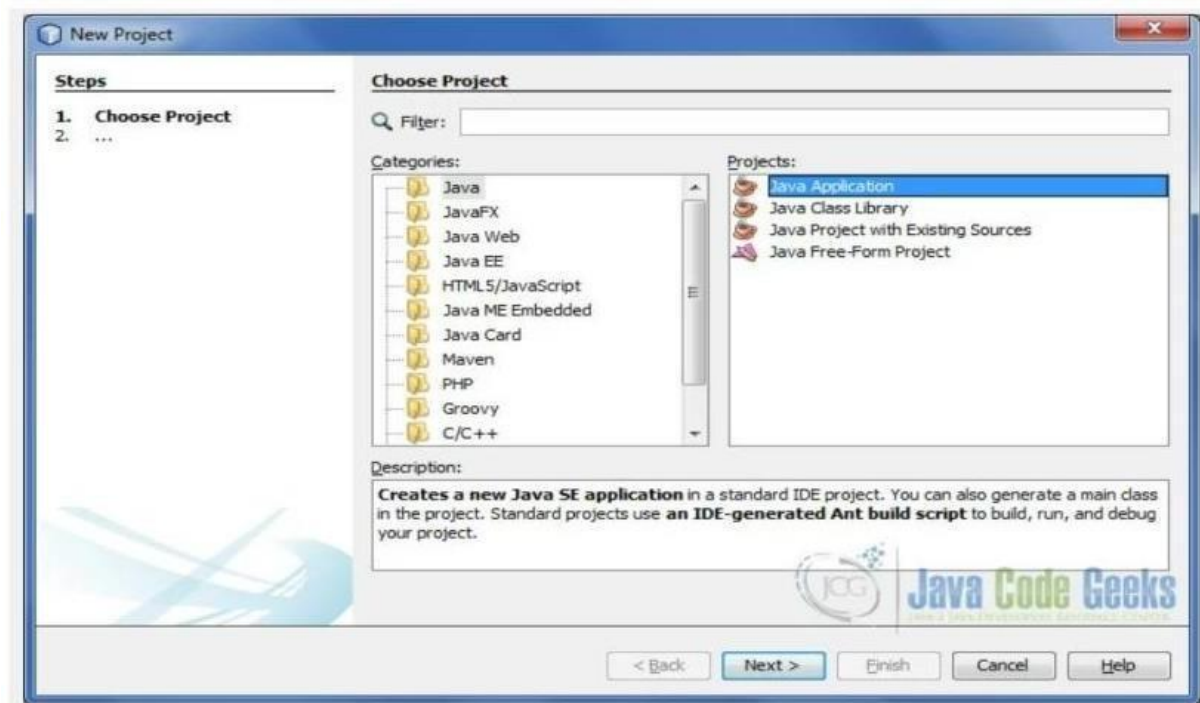 New Project
Steps
1. Choose Project
2. ...
Choose Project
Filter:
Categories:
Java
JavaFX
Java Web
Java EE
HTML5/JavaScript
Java ME Embedded
Java Card
Maven
PHP
Groovy
C/C++
Projects:
Java Application
Java Class Library
Java Project with Existing Sources
Java Free-Form Project
Description:
Creates a new Java SE application in a standard IDE project. You can also generate a main class
in the project. Standard projects use an IDE-generated Ant build script to build, run, and debug
your project.
JCG
Java Code Geeks
< Back
Next >
Finish
Cancel
Help